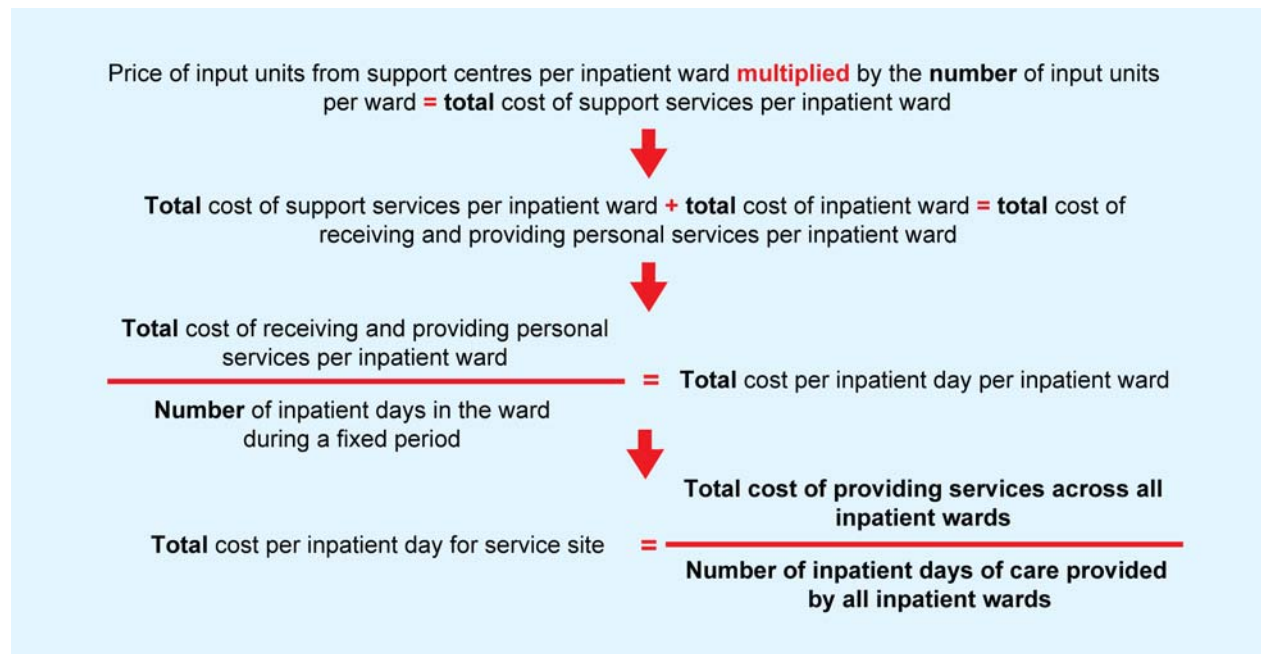 Price of input units from support centres per inpatient ward multiplied by the number of input units
per ward = total cost of support services per inpatient ward
Total cost of support services per inpatient ward + total cost of inpatient ward = total cost of
receiving and providing personal services per inpatient ward
Total cost of receiving and providing personal
services per inpatient ward
= Total cost per inpatient day per inpatient ward
Number of inpatient days in the ward
during a fixed period
Total cost per inpatient day for service site =
Total cost of providing services across all
inpatient wards
Number of inpatient days of care provided
by all inpatient wards